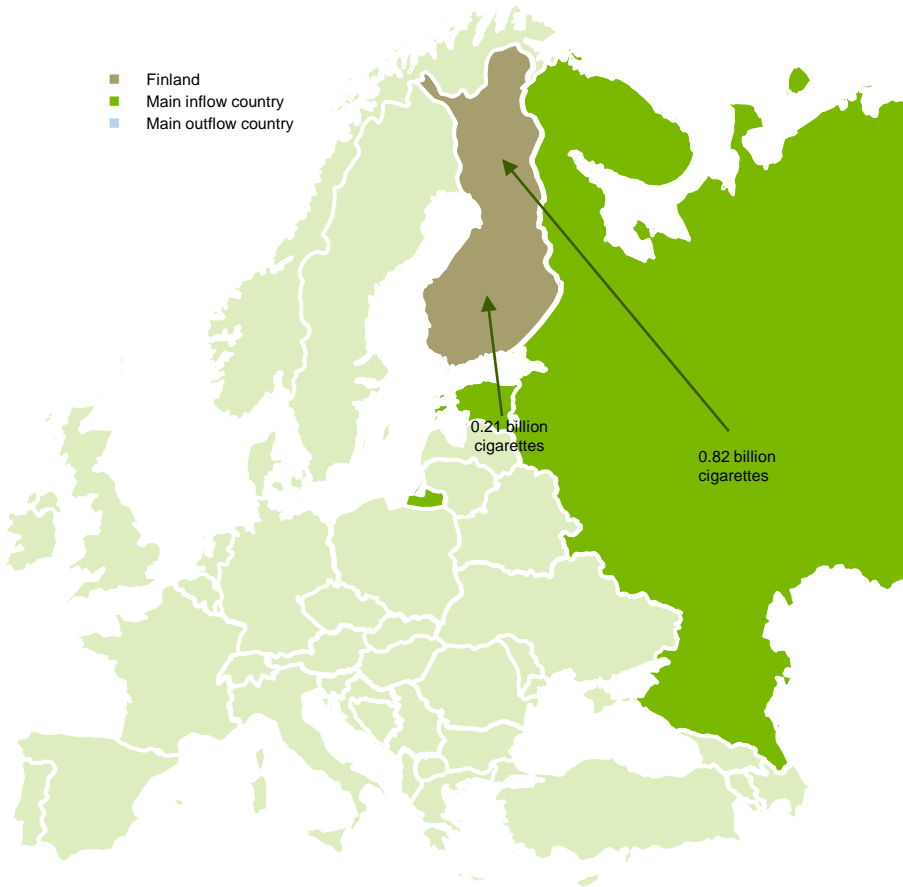 Finland
Main inflow country
Main outflow country
0.21 billion
cigarettes
0.82 billion
cigarettes